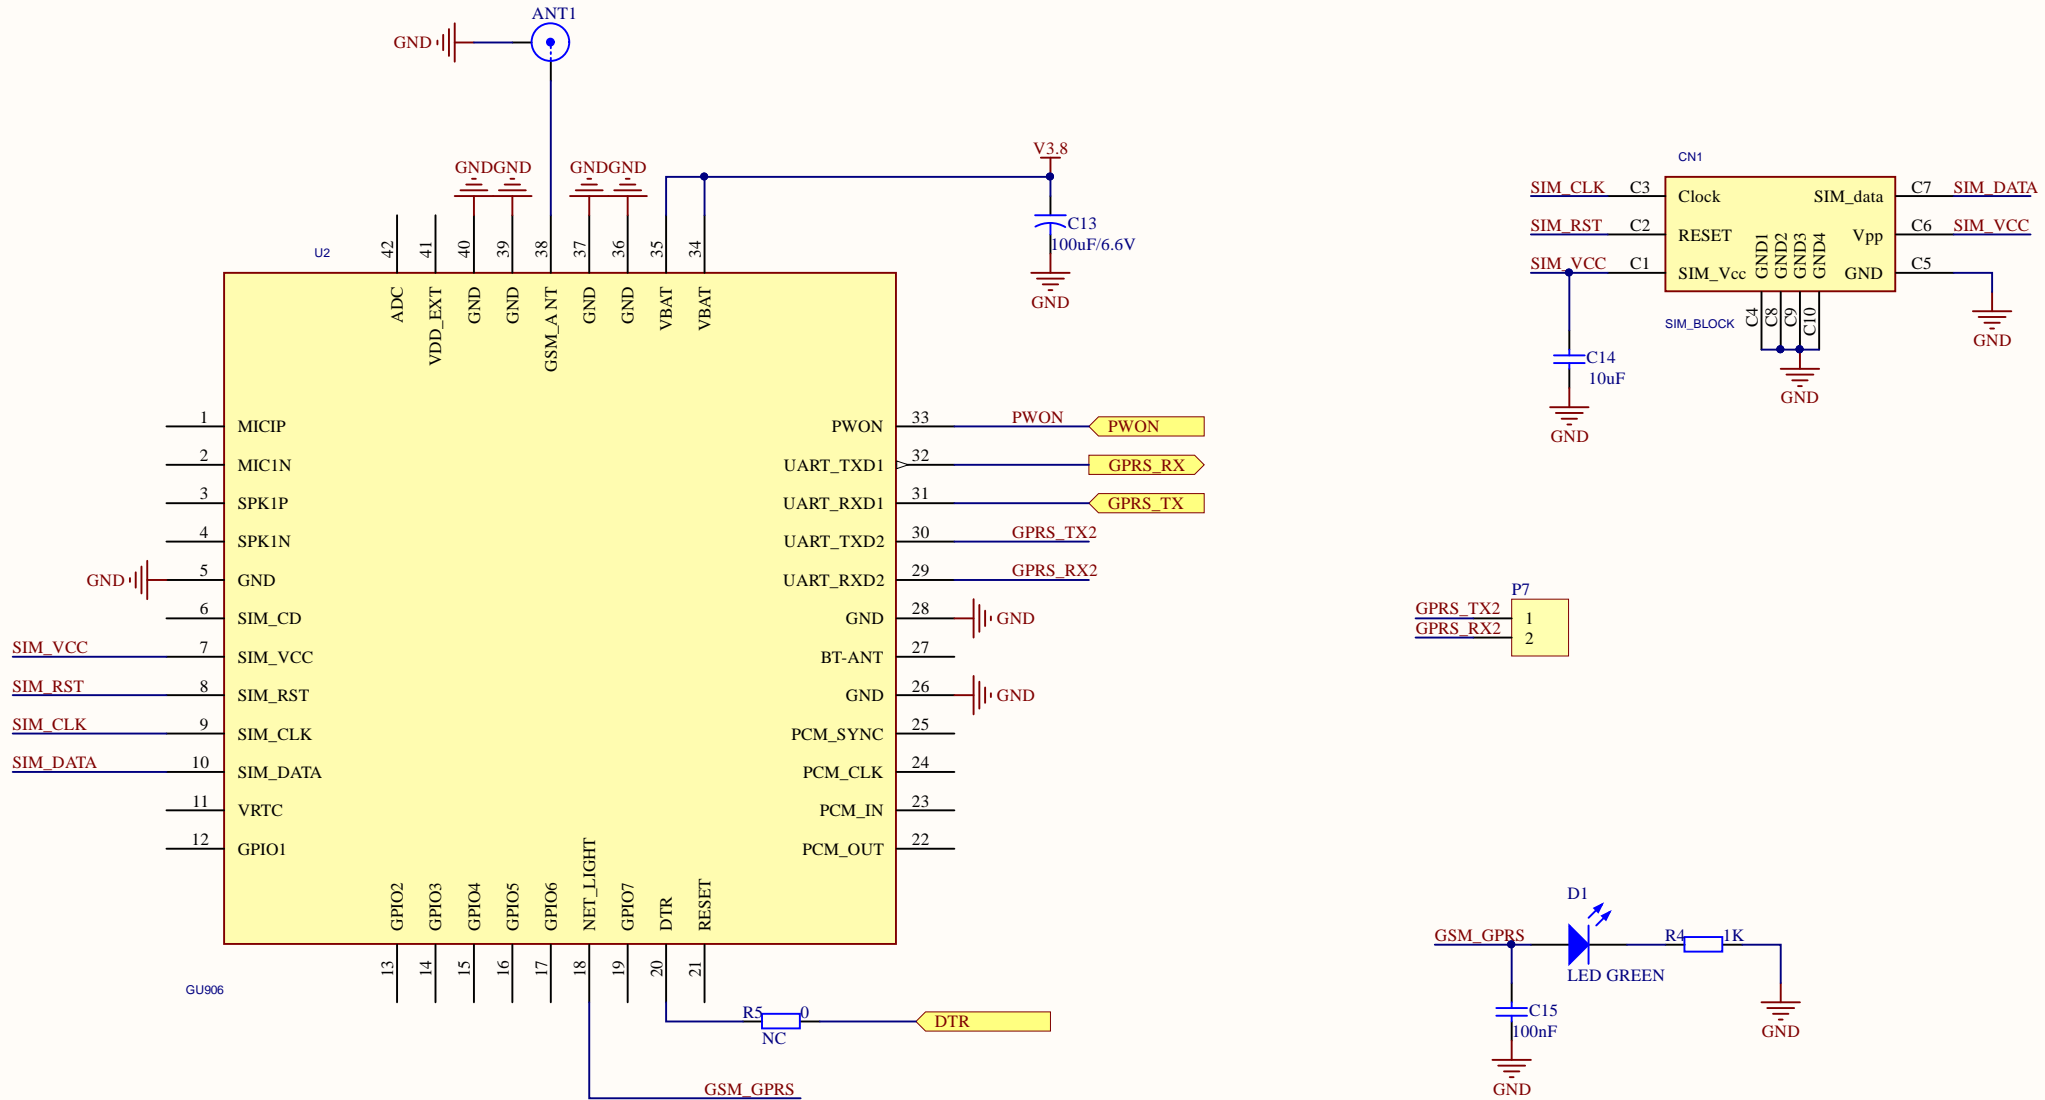 ANT1
GND
GNDGND
GNDGND
V3.8
C13
100uF/6.6V
GND
U2
42
41
40
39
38
37
36
35
34
ADC
VDD_EXT
GND
GND
GSM_ANT
GND
GND
VBAT
VBAT
1 MICIP
2 MIC1N
3 SPK1P
4 SPK1N
GND 5 GND
6 SIM_CD
SIM_VCC 7 SIM_VCC
SIM_RST 8 SIM_RST
SIM_CLK 9 SIM_CLK
SIM_DATA 10 SIM_DATA
11 VRTC
12 GPIO1
PWON 33 PWON PWON
UART_TXD1 32 GPRS_RX
UART_RXD1 31 GPRS_TX
UART_TXD2 30 GPRS_TX2
UART_RXD2 29 GPRS_RX2
GND 28 GND
BT-ANT 27
GND 26 GND
PCM_SYNC 25
PCM_CLK 24
PCM_IN 23
PCM_OUT 22
GPIO2
GPIO3
GPIO4
GPIO5
GPIO6
NET_LIGHT
GPIO7
DTR
RESET
13
14
15
16
17
18
19
20
21
GU906
R5 0
NC
DTR
GSM_GPRS
CN1
SIM_CLK C3 Clock
SIM_RST C2 RESET
SIM_VCC C1 SIM_Vcc
SIM_data C7 SIM_DATA
Vpp C6 SIM_VCC
GND C5
GND1
GND2
GND3
GND4
SIM_BLOCK
C4
C8
C9
C10
GND
GND
C14
10uF
GND
P7
GPRS_TX2 1
GPRS_RX2 2
D1
GSM_GPRS
LED GREEN
R4 1K
GND
C15
100nF
GND